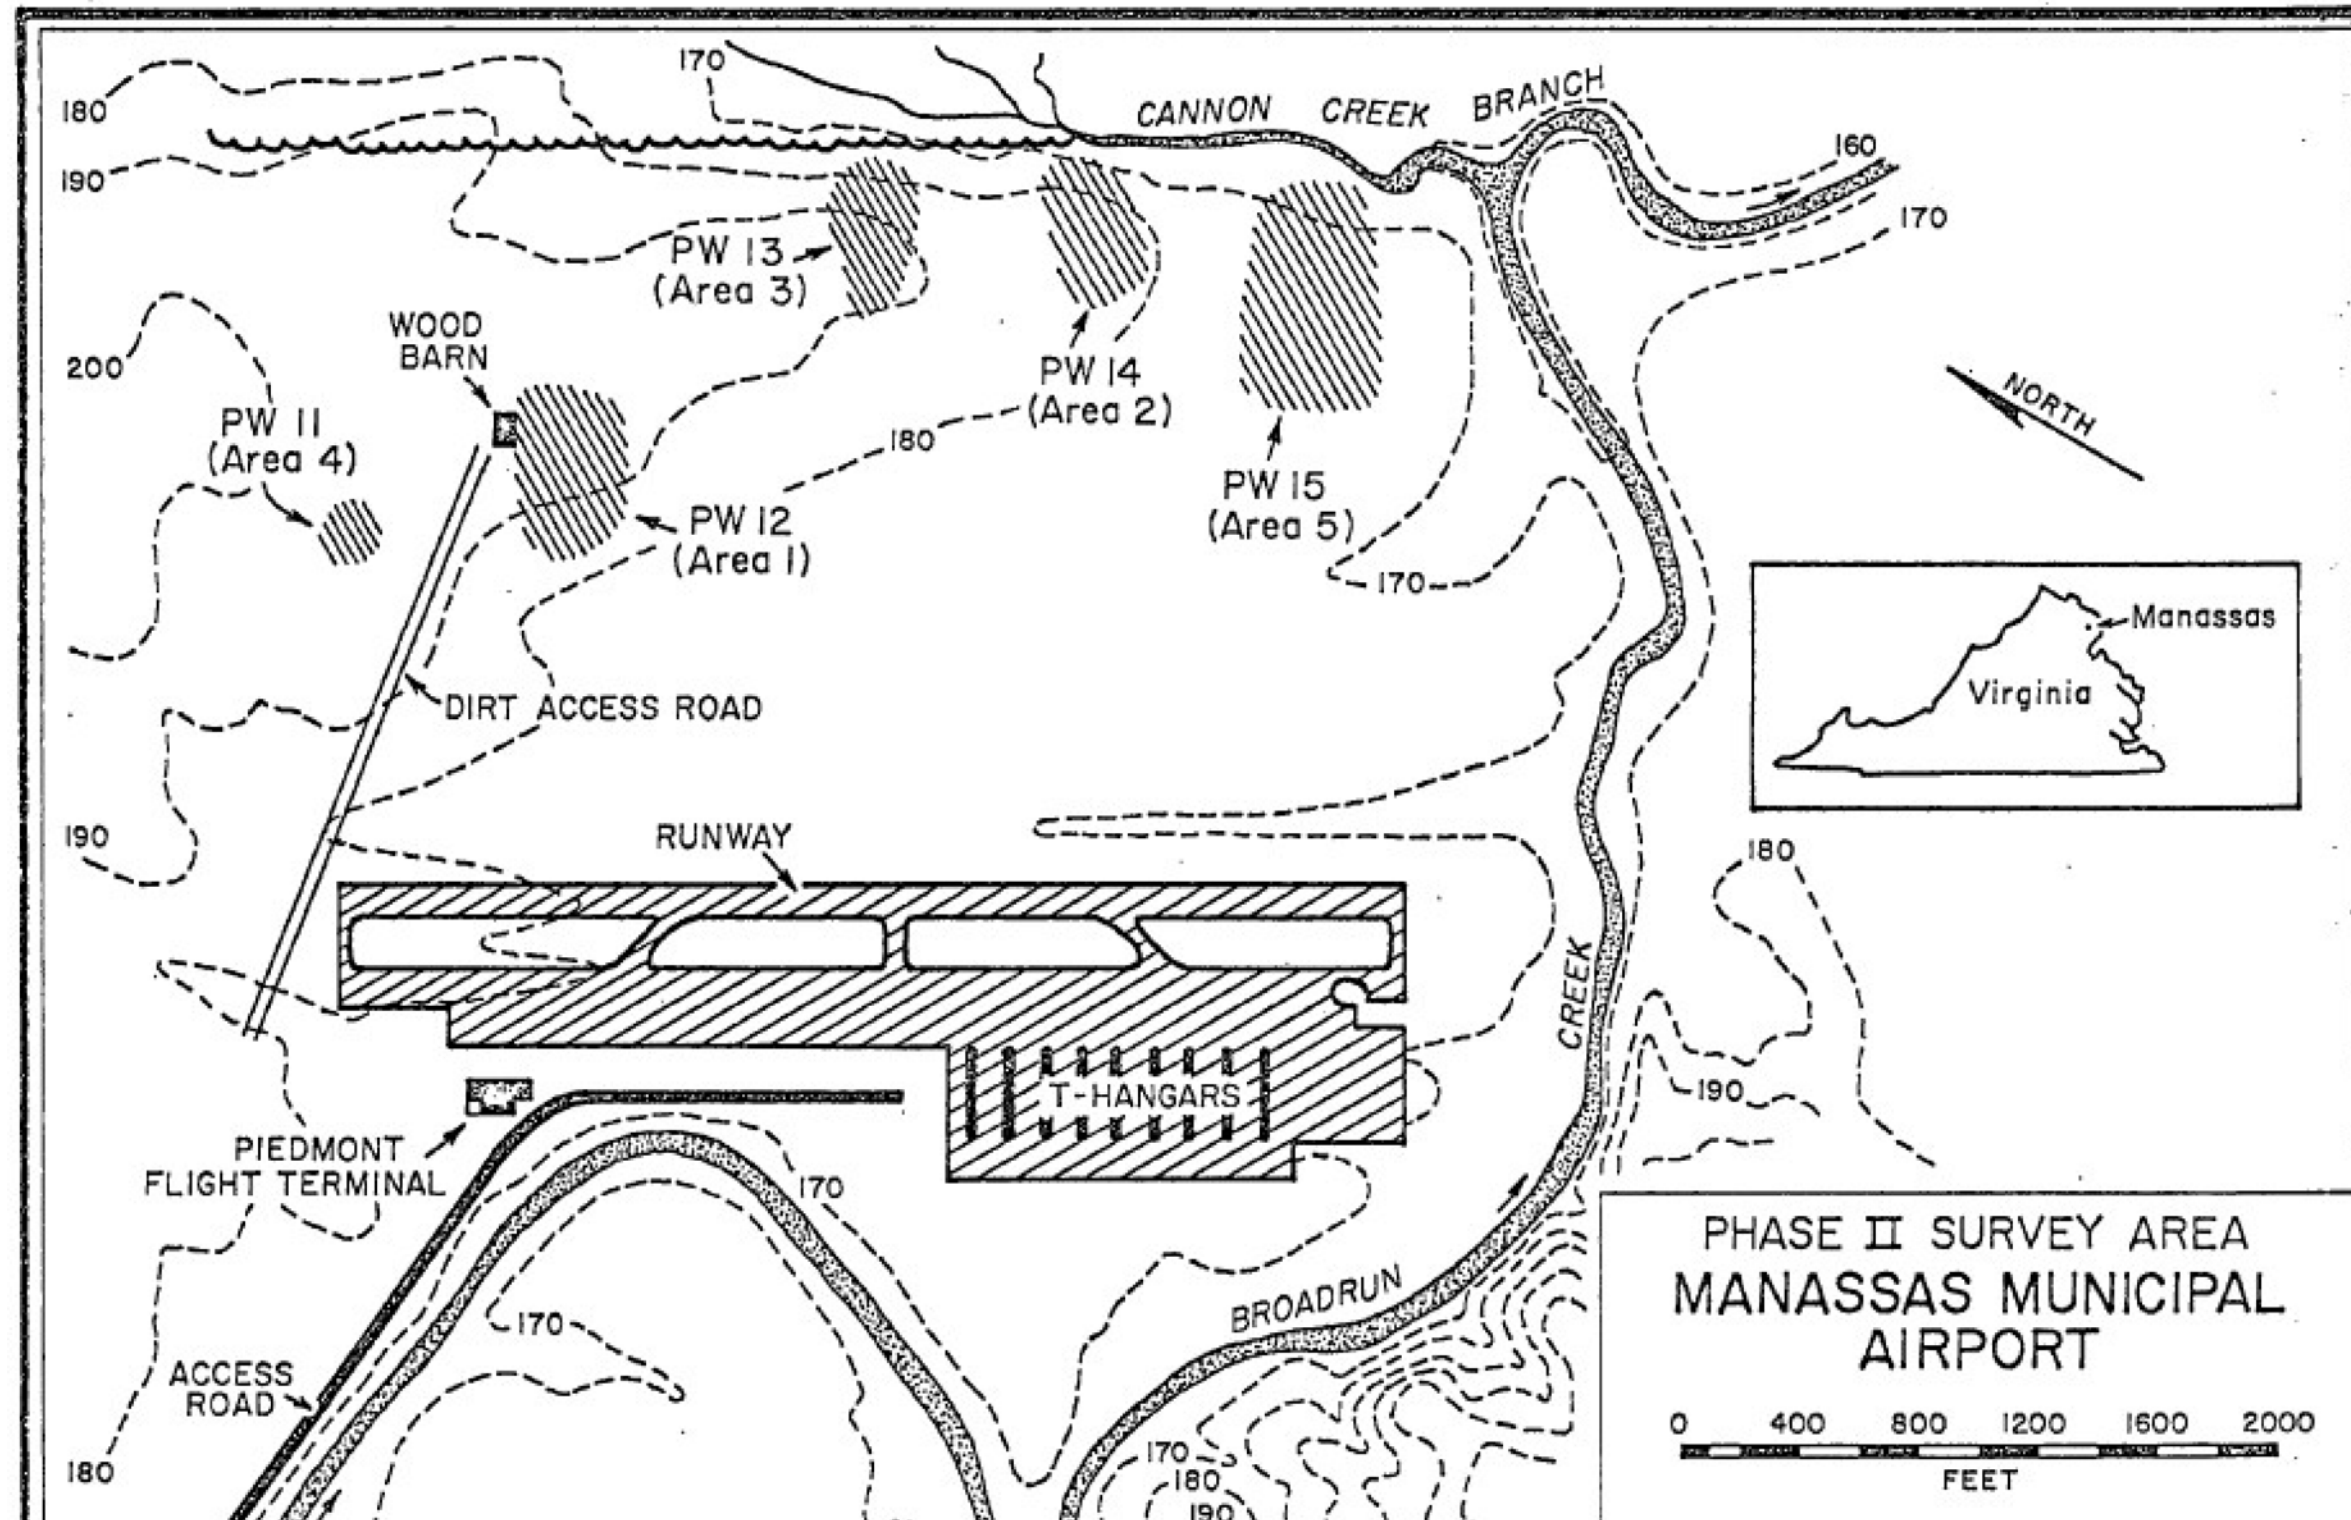 170
180
CANNON CREEK BRANCH
160
190
170
PW 13
(Area 3)
WOOD
BARN
200
PW 14
(Area 2)
NORTH
PW 11
(Area 4)
180
PW 15
(Area 5)
PW 12
(Area 1)
170
Manassas
Virginia
DIRT ACCESS ROAD
190
RUNWAY
180
CREEK
T-HANGARS
190
PIEDMONT
FLIGHT TERMINAL
170
BROADRUN
170
ACCESS
ROAD
180
170
180
190
PHASE II SURVEY AREA
MANASSAS MUNICIPAL
AIRPORT
0 400 800 1200 1600 2000
FEET